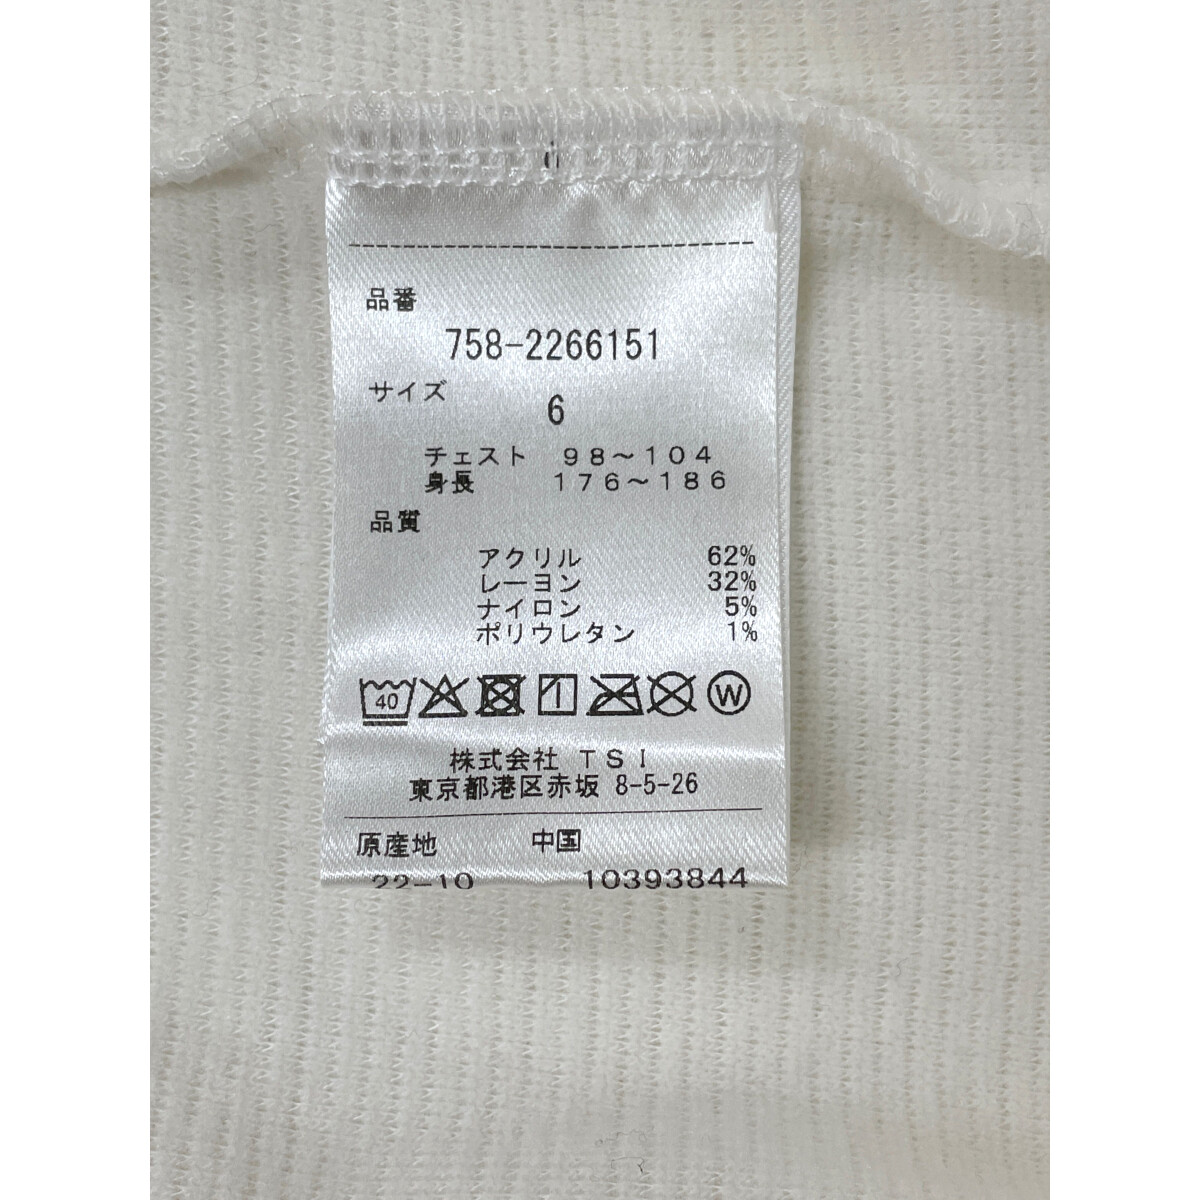 品番
758-2266151
サイズ
6
チェスト 98～104
身長 176～186
品質
アクリル 62%
レーヨン 32%
ナイロン 5%
ポリウレタン 1%
40 W
株式会社 TSI
東京都港区赤坂 8-5-26
原産地 中国
22-10 10393844